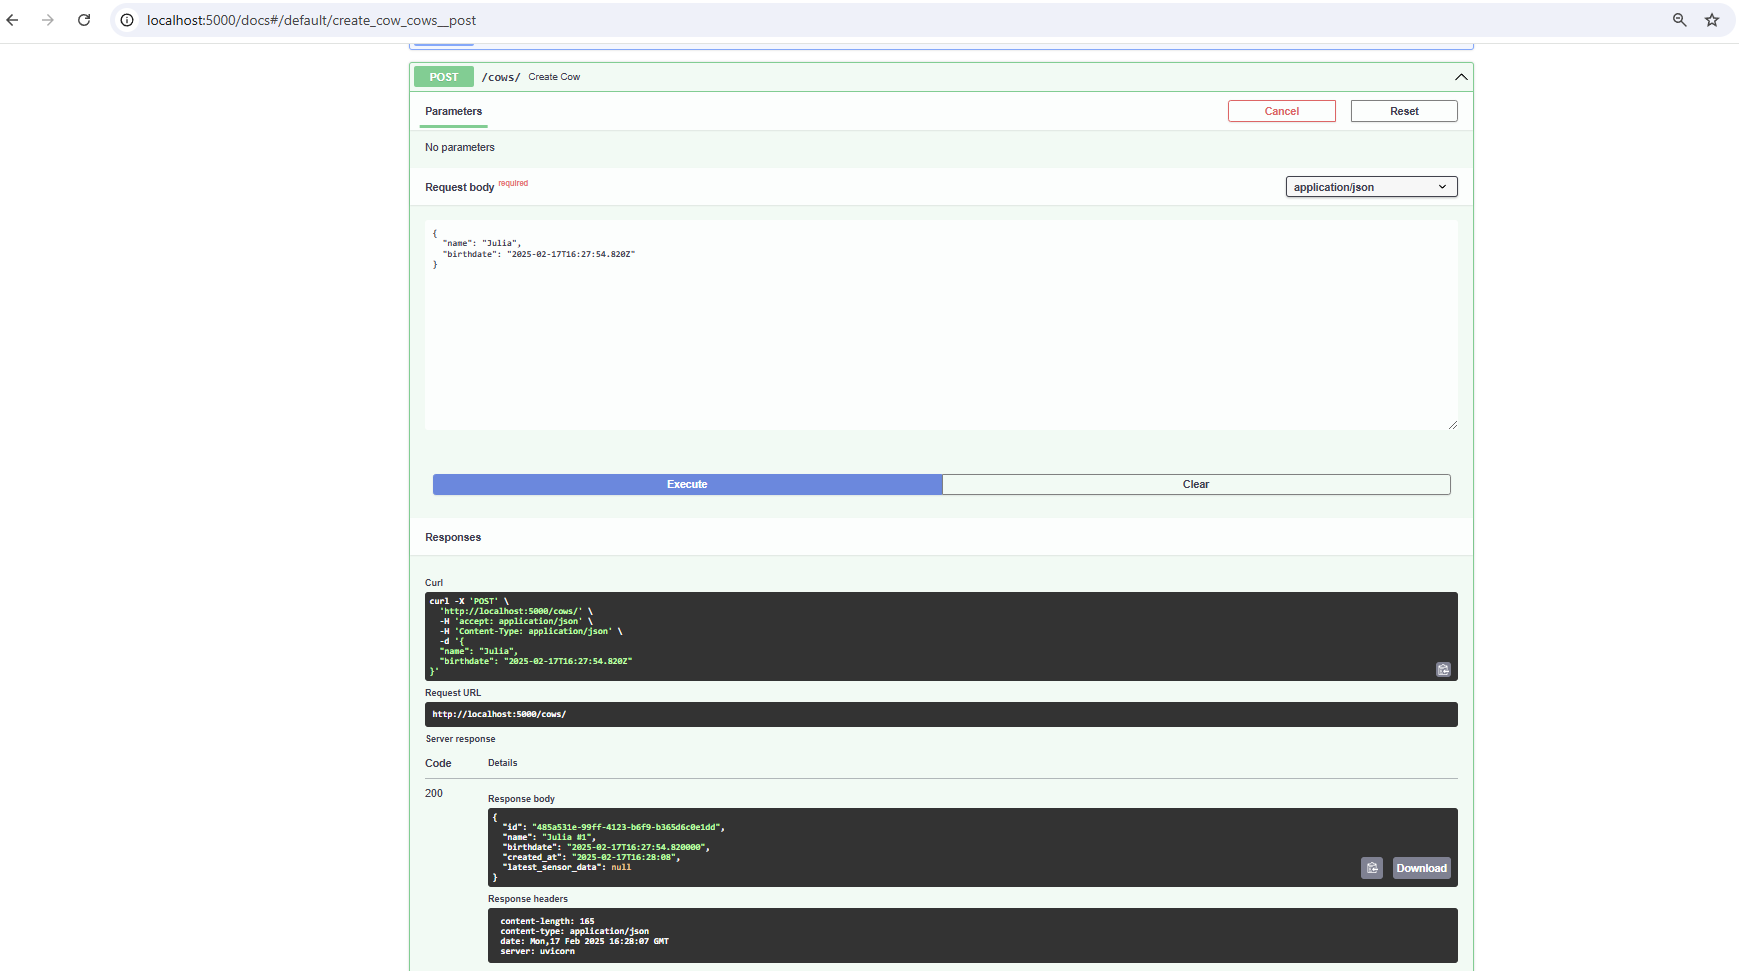 localhost:5000/docs#/default/create_cow_cows__post
POST /cows/ Create Cow
Parameters
Cancel
Reset
No parameters
Request body required
application/json
{
"name": "Julia",
"birthdate": "2025-02-17T16:27:54.820Z"
}
Execute
Clear
Responses
Curl
curl -X 'POST' \
'http://localhost:5000/cows/' \
-H 'accept: application/json' \
-H 'Content-Type: application/json' \
-d '{
"name": "Julia",
"birthdate": "2025-02-17T16:27:54.820Z"
}'
Request URL
http://localhost:5000/cows/
Server response
Code Details
200
Response body
{
"id": "485a531e-99ff-4123-b6f9-b365d6c0e1dd",
"name": "Julia #1",
"birthdate": "2025-02-17T16:27:54.820000",
"created_at": "2025-02-17T16:28:08",
"latest_sensor_data": null
}
Download
Response headers
content-length: 165
content-type: application/json
date: Mon,17 Feb 2025 16:28:07 GMT
server: uvicorn